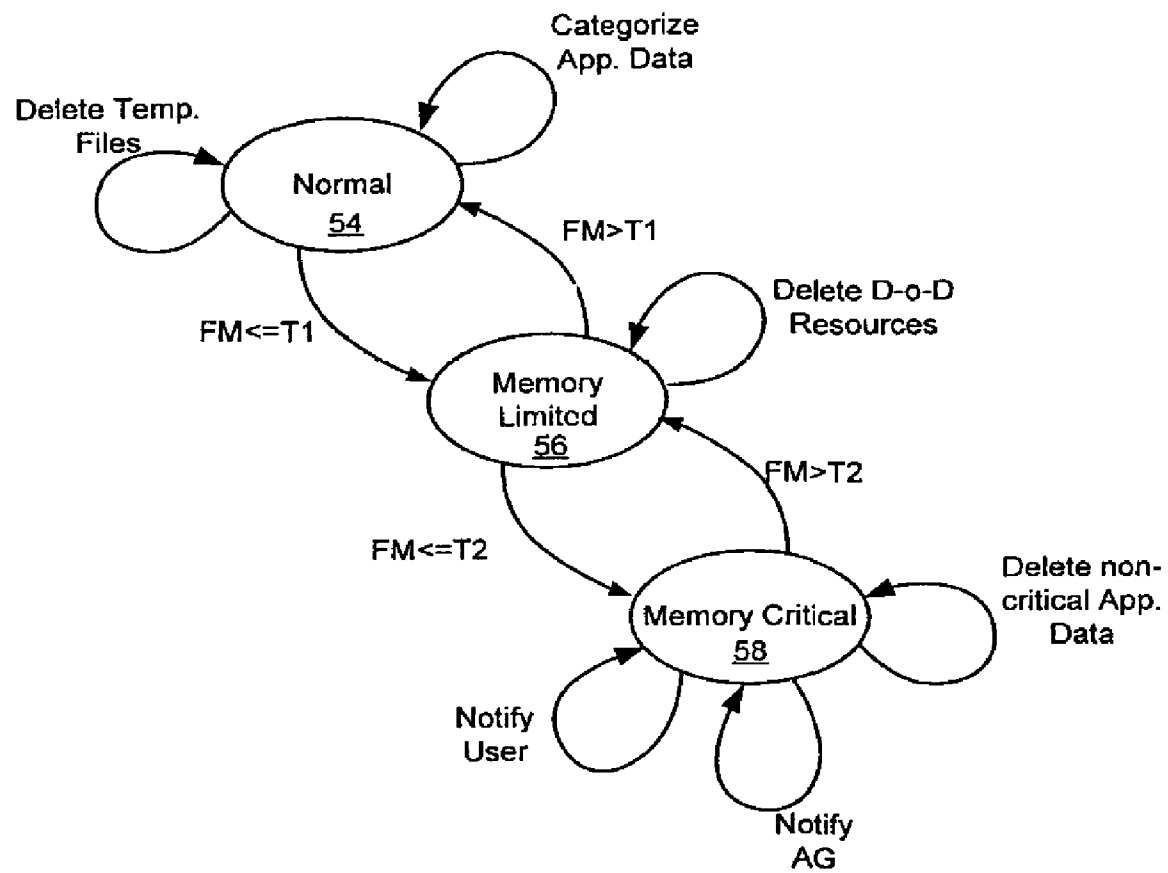 Categorize
App. Data
Delete Temp.
Files
Normal
54
FM>T1
FM<=T1
Delete D-o-D
Resources
Memory
Limited
56
FM>T2
FM<=T2
Delete non-
critical App.
Data
Memory Critical
58
Notify
User
Notify
AG